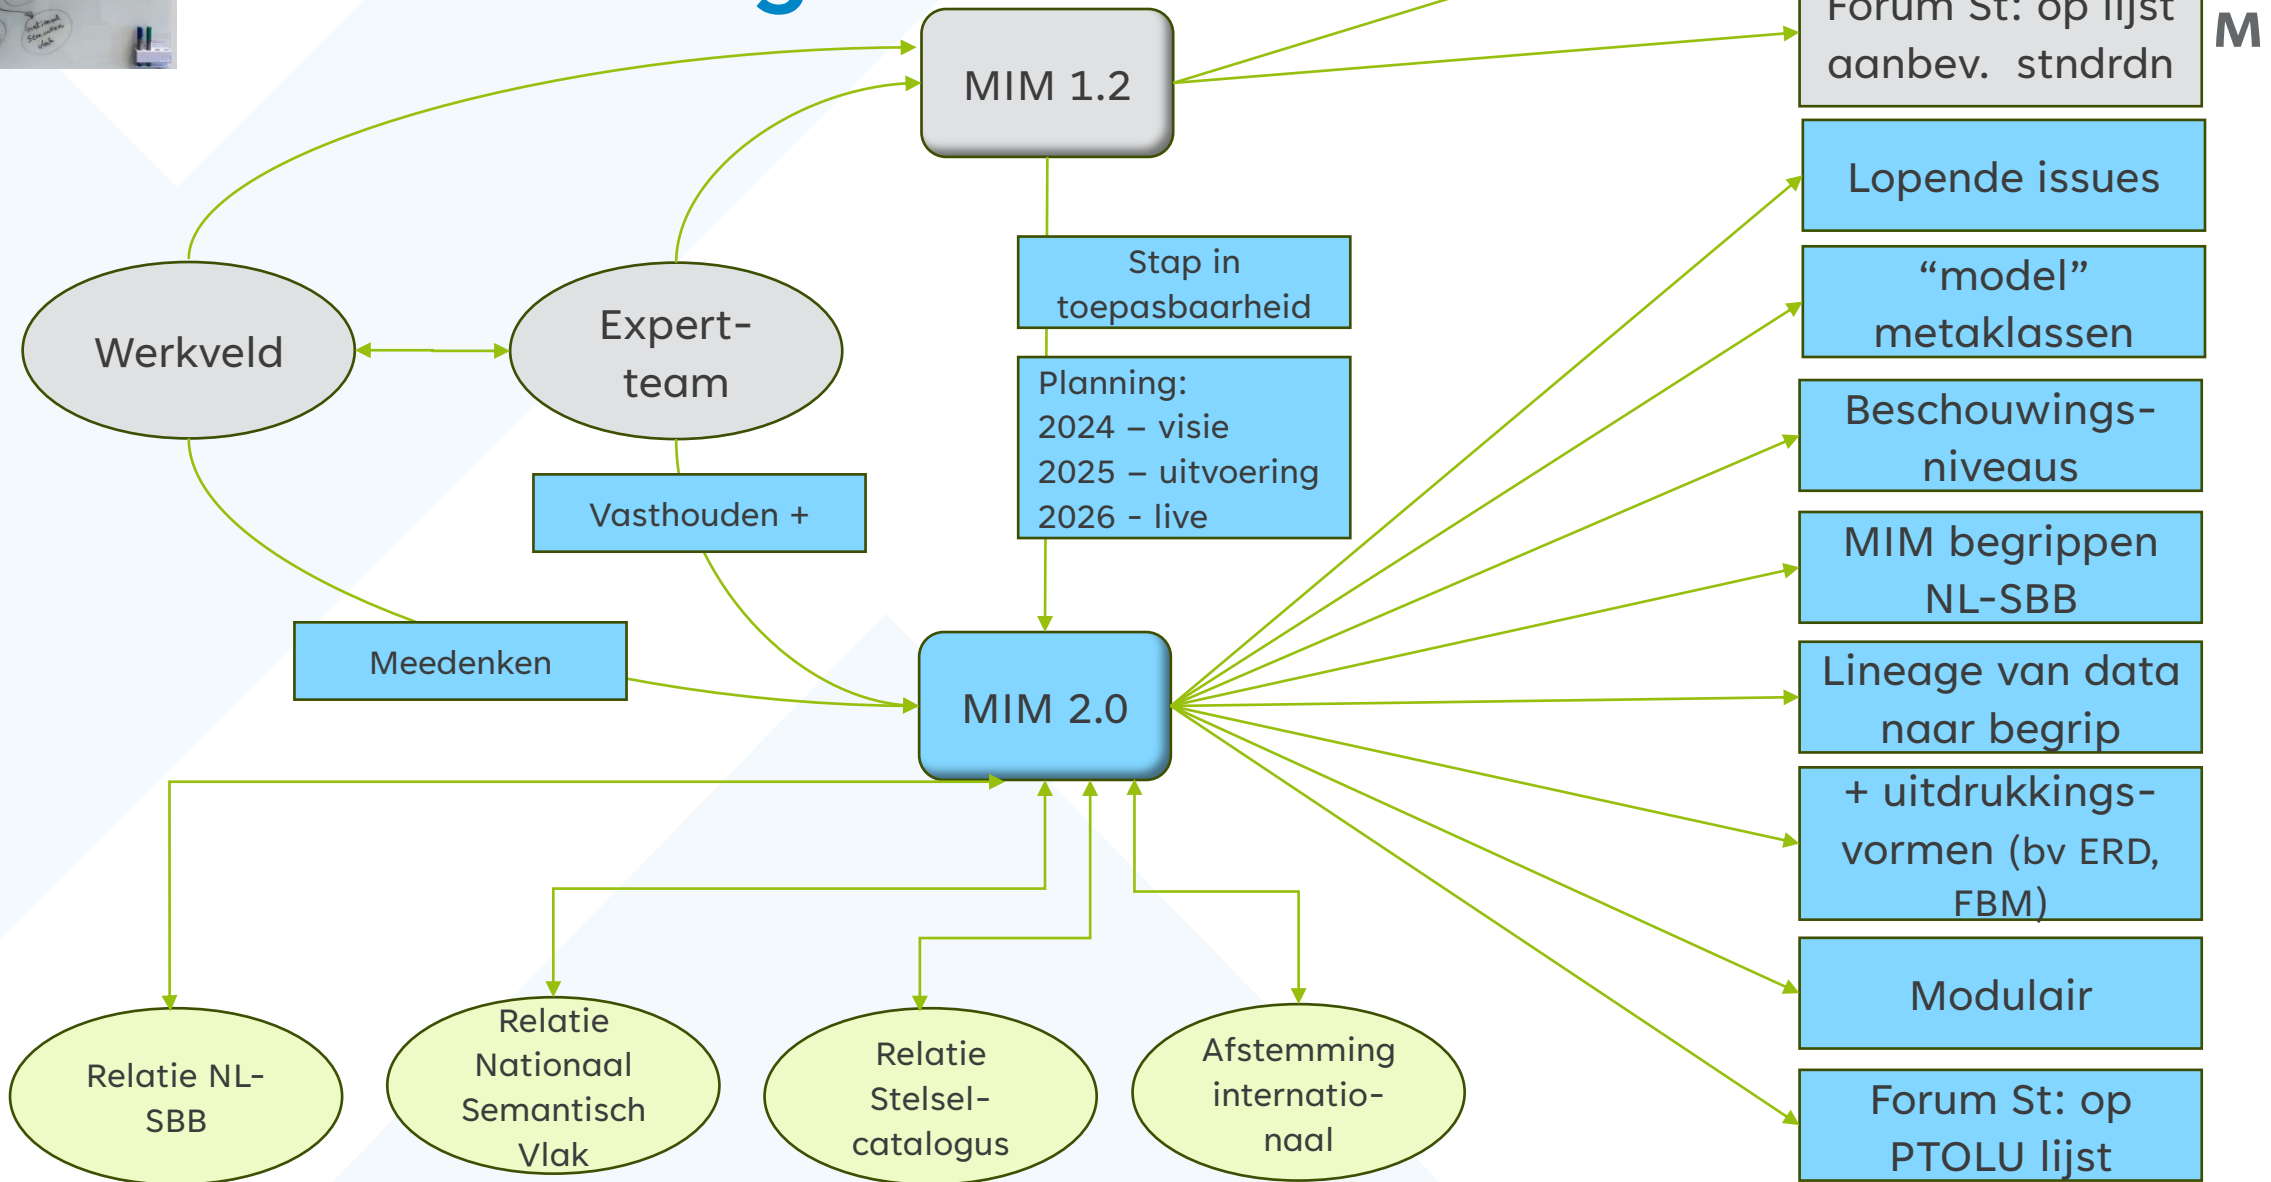 Forum St: op lijst
aanbev. stndrdn
M
MIM 1.2
Lopende issues
Stap in
toepasbaarheid
“model”
metaklassen
Werkveld
Expert-
team
Planning:
2024 – visie
2025 – uitvoering
2026 - live
Beschouwings-
niveaus
Vasthouden +
MIM begrippen
NL-SBB
Meedenken
MIM 2.0
Lineage van data
naar begrip
+ uitdrukkings-
vormen (bv ERD,
FBM)
Modulair
Relatie NL-
SBB
Relatie
Nationaal
Semantisch
Vlak
Relatie
Stelsel-
catalogus
Afstemming
internatio-
naal
Forum St: op
PTOLU lijst